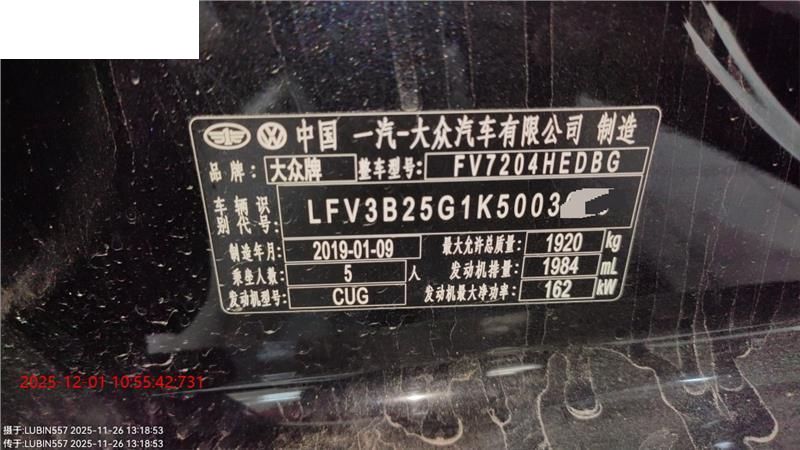 中国 一汽-大众汽车有限公司 制造
品牌: 大众牌 整车型号: FV7204HEDBG
车辆识别代号: LFV3B25G1K5003
制造年月: 2019-01-09 最大允许总质量: 1920 kg
乘坐人数: 5 人 发动机排量: 1984 mL
发动机型号: CUG 发动机最大净功率: 162 kW
2025-12-01 10:55:42:731
摄于:LUBIN557 2025-11-26 13:18:53
传于:LUBIN557 2025-11-26 13:18:53